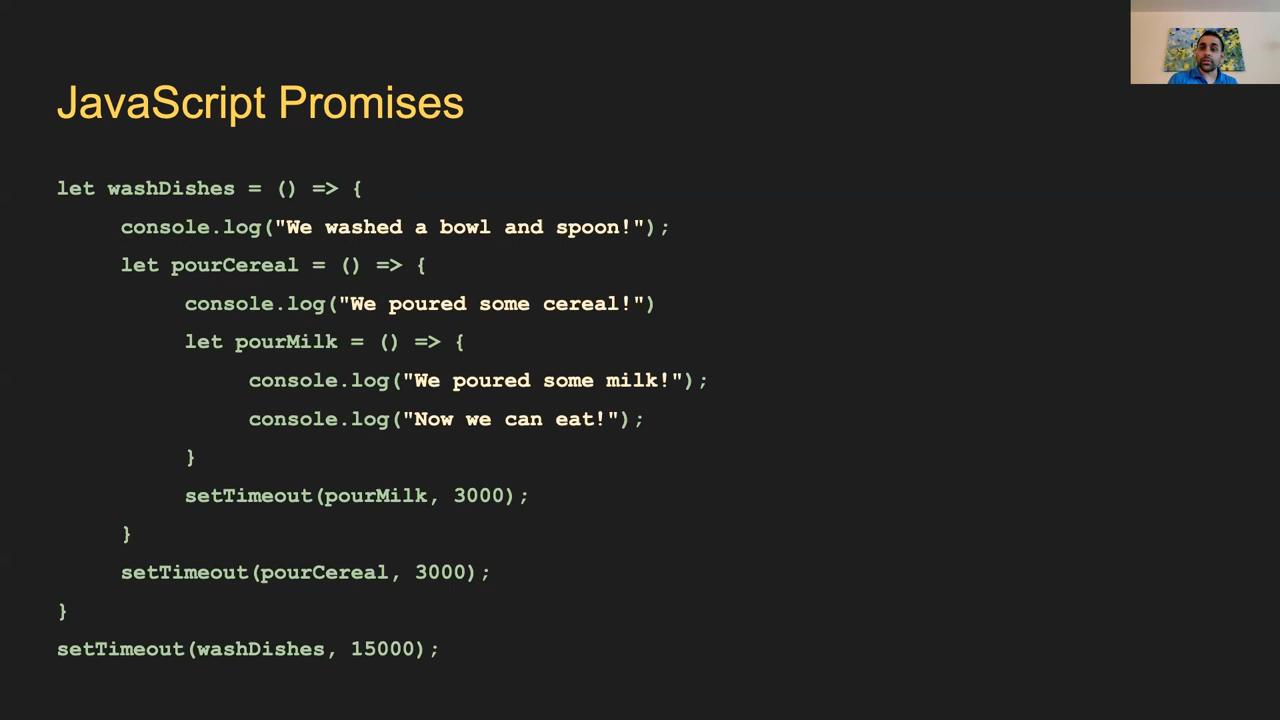 JavaScript Promises
let washDishes = () => {
console.log("We washed a bowl and spoon!");
let pourCereal = () => {
console.log("We poured some cereal!")
let pourMilk = () => {
console.log("We poured some milk!");
console.log("Now we can eat!");
}
setTimeout(pourMilk, 3000);
}
setTimeout(pourCereal, 3000);
}
setTimeout(washDishes, 15000);